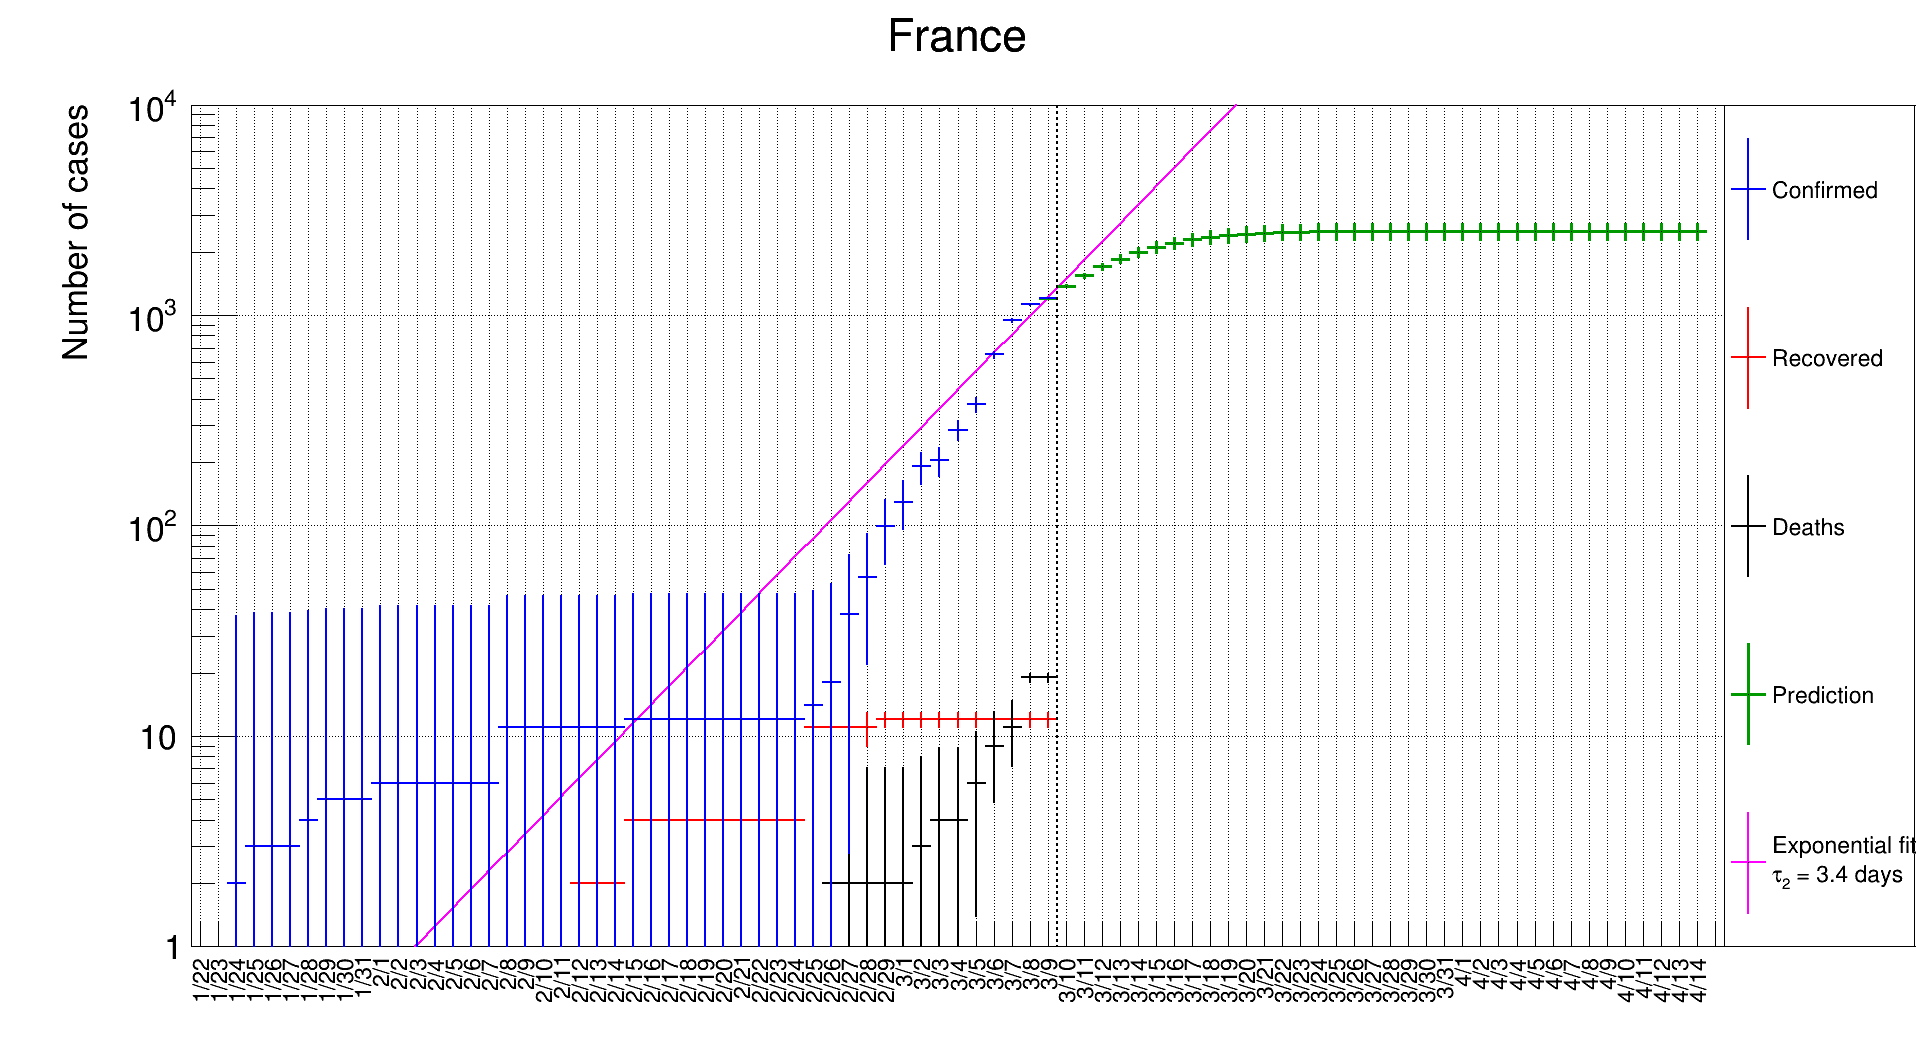 France
Number of cases
10^4
10^3
10^2
10
1
1/22 1/23 1/24 1/25 1/26 1/27 1/28 1/29 1/30 1/31 2/1 2/2 2/3 2/4 2/5 2/6 2/7 2/8 2/9 2/10 2/11 2/12 2/13 2/14 2/15 2/16 2/17 2/18 2/19 2/20 2/21 2/22 2/23 2/24 2/25 2/26 2/27 2/28 2/29 3/1 3/2 3/3 3/4 3/5 3/6 3/7 3/8 3/9 3/10 3/11 3/12 3/13 3/14 3/15 3/16 3/17 3/18 3/19 3/20 3/21 3/22 3/23 3/24 3/25 3/26 3/27 3/28 3/29 3/30 3/31 4/1 4/2 4/3 4/4 4/5 4/6 4/7 4/8 4/9 4/10 4/11 4/12 4/13 4/14
Confirmed
Recovered
Deaths
Prediction
Exponential fit
τ₂ = 3.4 days